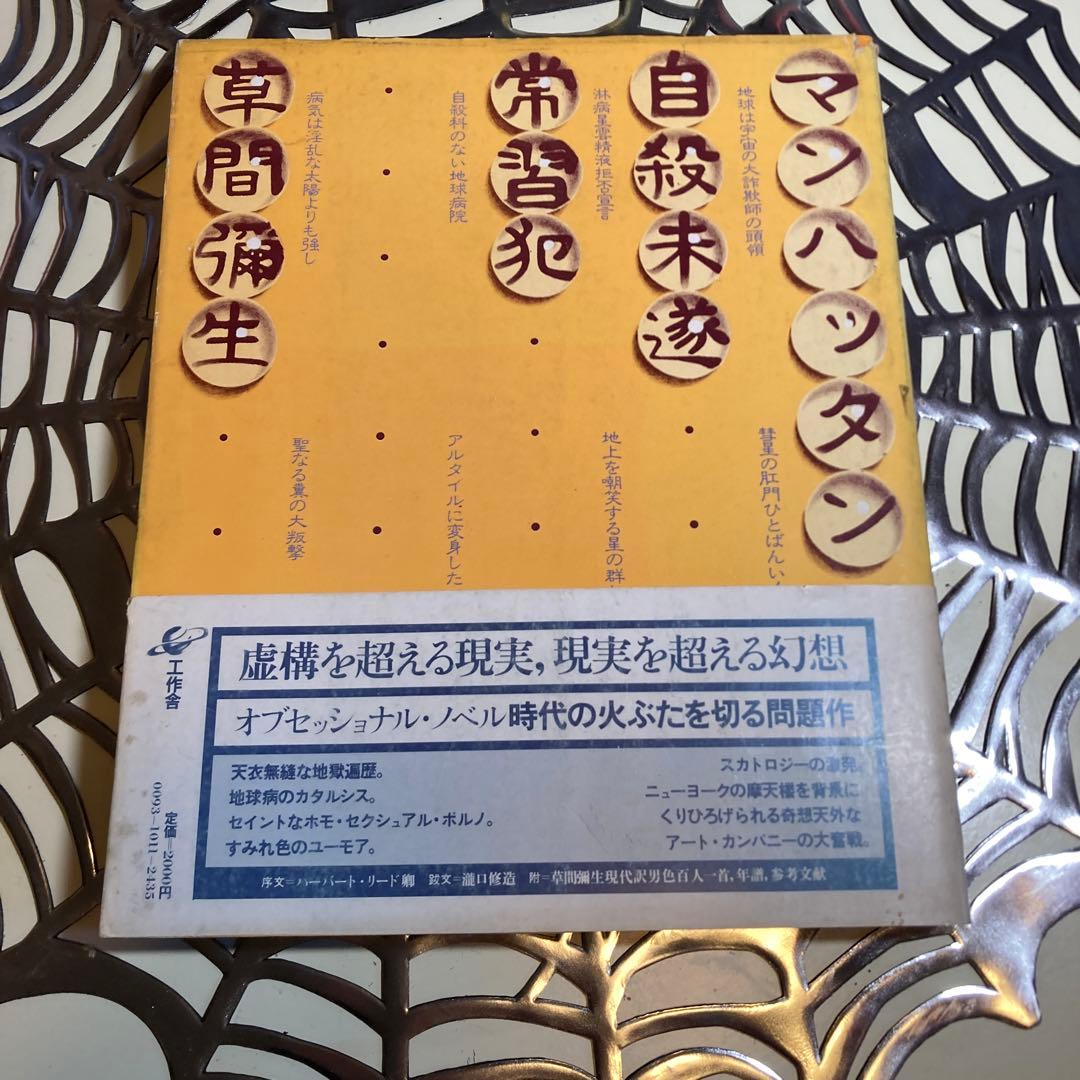 マンハッタン
自殺未遂
常習犯
草間彌生
地球は宇宙の大詐欺師の頭領
淋病星雲精液拒否宣言
自殺科のない地球病院
病気は淫乱な太陽よりも強し
彗星の肛門ひとばんい
地上を嘲笑する星の群
アルタイルに変身した
聖なる糞の大叛撃
虚構を超える現実,現実を超える幻想
オブセッショナル・ノベル時代の火ぶたを切る問題作
スカトロジーの激発。
ニューヨークの摩天楼を背景に
くりひろげられる奇想天外な
アート・カンパニーの大奮戦。
天衣無縫な地獄遍歴。
地球病のカタルシス。
セイントなホモ・セクシュアル・ポルノ。
すみれ色のユーモア。
序文=ハーバート・リード卿 跋文=瀧口修造 附=草間彌生現代訳男色百人一首,年譜,参考文献
工作舎
定価=2000円
0093-1011-2435